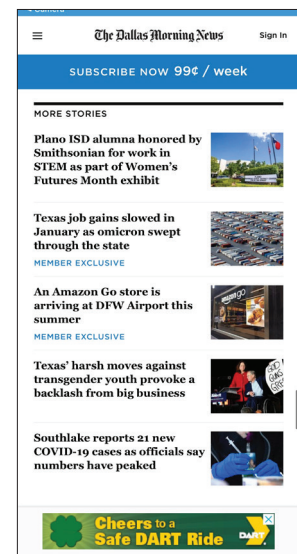 The Dallas Morning News
Sign In
SUBSCRIBE NOW 99¢ / week
MORE STORIES
Plano ISD alumna honored by
Smithsonian for work in
STEM as part of Women's
Futures Month exhibit
Texas job gains slowed in
January as omicron swept
through the state
MEMBER EXCLUSIVE
An Amazon Go store is
arriving at DFW Airport this
summer
MEMBER EXCLUSIVE
Texas' harsh moves against
transgender youth provoke a
backlash from big business
Southlake reports 21 new
COVID-19 cases as officials say
numbers have peaked
Cheers to a
Safe DART Ride
DART